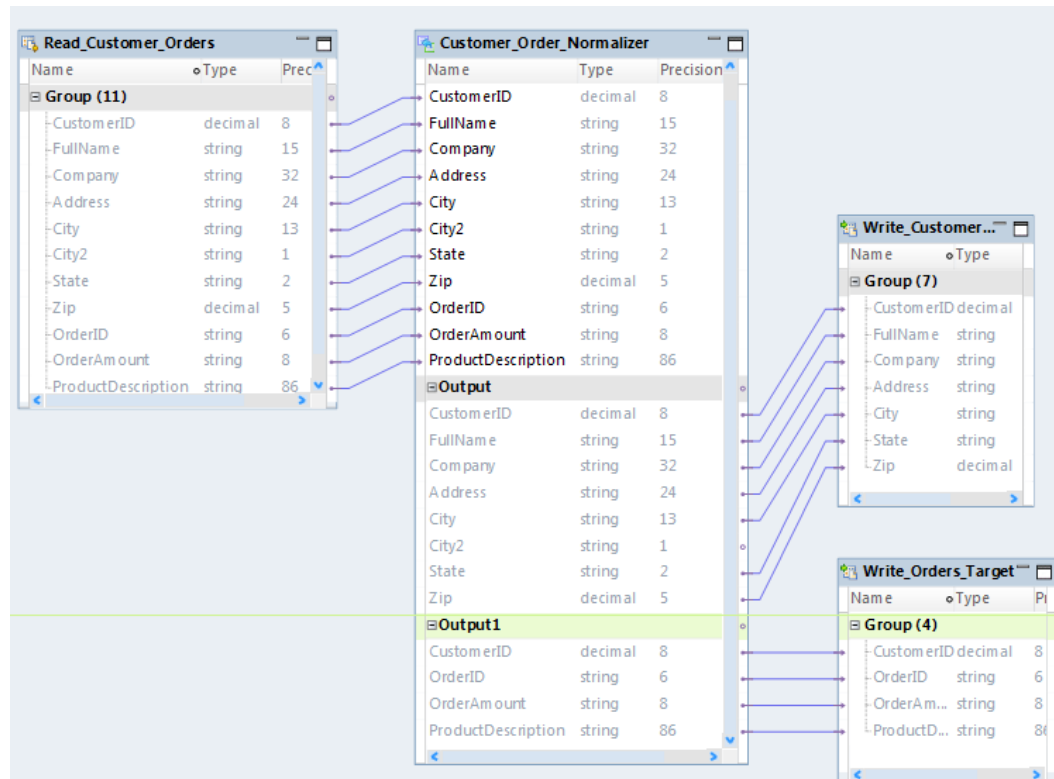 Read_Customer_Orders
Name Type Prec
Group (11)
CustomerID decimal 8
FullName string 15
Company string 32
Address string 24
City string 13
City2 string 1
State string 2
Zip decimal 5
OrderID string 6
OrderAmount string 8
ProductDescription string 86
Customer_Order_Normalizer
Name Type Precision
CustomerID decimal 8
FullName string 15
Company string 32
Address string 24
City string 13
City2 string 1
State string 2
Zip decimal 5
OrderID string 6
OrderAmount string 8
ProductDescription string 86
Output
CustomerID decimal 8
FullName string 15
Company string 32
Address string 24
City string 13
City2 string 1
State string 2
Zip decimal 5
Output1
CustomerID decimal 8
OrderID string 6
OrderAmount string 8
ProductDescription string 86
Write_Customer...
Name Type
Group (7)
CustomerID decimal
FullName string
Company string
Address string
City string
State string
Zip decimal
Write_Orders_Target
Name Type P
Group (4)
CustomerID decimal 8
OrderID string 6
OrderAm... string 8
ProductD... string 86